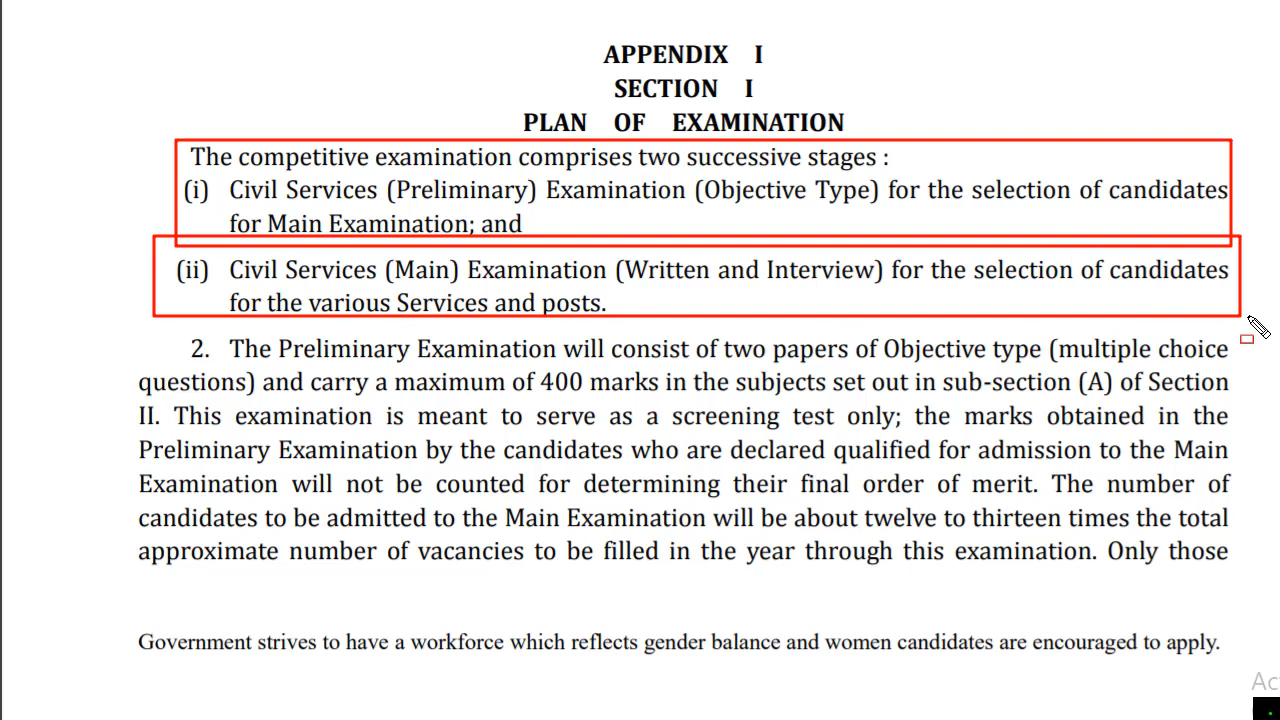 APPENDIX I
SECTION I
PLAN OF EXAMINATION
The competitive examination comprises two successive stages :
(i) Civil Services (Preliminary) Examination (Objective Type) for the selection of candidates
for Main Examination; and
(ii) Civil Services (Main) Examination (Written and Interview) for the selection of candidates
for the various Services and posts.
2. The Preliminary Examination will consist of two papers of Objective type (multiple choice
questions) and carry a maximum of 400 marks in the subjects set out in sub-section (A) of Section
II. This examination is meant to serve as a screening test only; the marks obtained in the
Preliminary Examination by the candidates who are declared qualified for admission to the Main
Examination will not be counted for determining their final order of merit. The number of
candidates to be admitted to the Main Examination will be about twelve to thirteen times the total
approximate number of vacancies to be filled in the year through this examination. Only those
Government strives to have a workforce which reflects gender balance and women candidates are encouraged to apply.